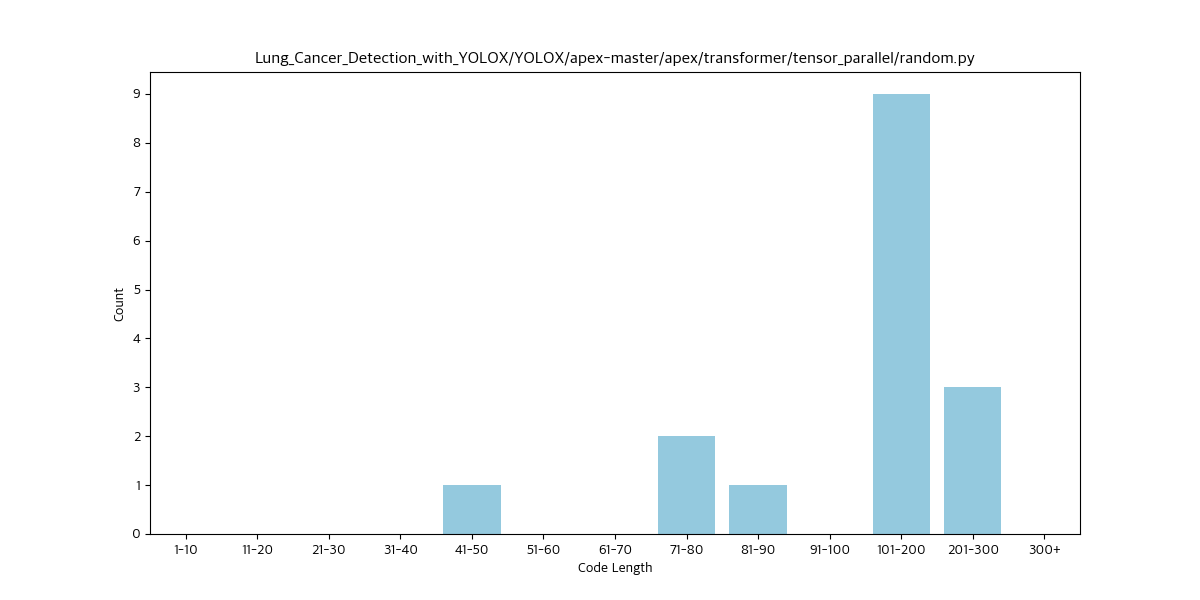 Lung_Cancer_Detection_with_YOLOX/YOLOX/apex-master/apex/transformer/tensor_parallel/random.py
9
8
7
6
5
4
3
2
1
0
Count
1-10 11-20 21-30 31-40 41-50 51-60 61-70 71-80 81-90 91-100 101-200 201-300 300+
Code Length